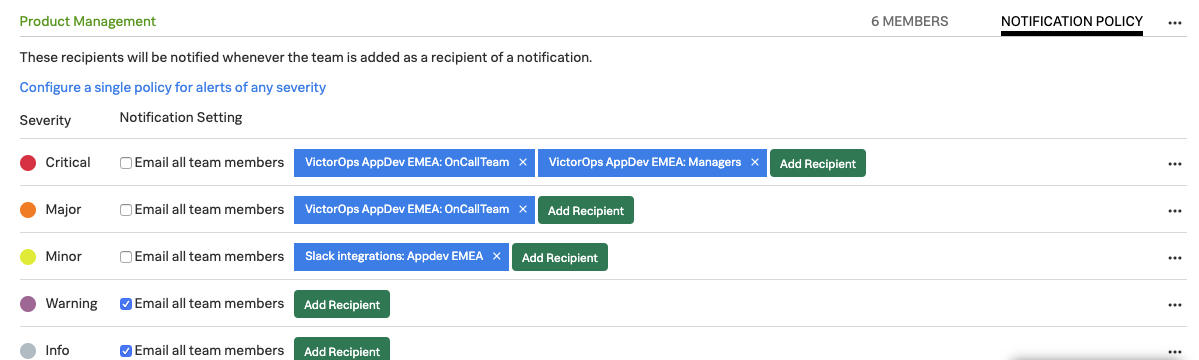 Product Management 6 MEMBERS NOTIFICATION POLICY ...
These recipients will be notified whenever the team is added as a recipient of a notification.
Configure a single policy for alerts of any severity
Severity Notification Setting
Critical Email all team members VictorOps AppDev EMEA: OnCallTeam × VictorOps AppDev EMEA: Managers × Add Recipient ...
Major Email all team members VictorOps AppDev EMEA: OnCallTeam × Add Recipient ...
Minor Email all team members Slack integrations: Appdev EMEA × Add Recipient ...
Warning Email all team members Add Recipient ...
Info Email all team members Add Recipient ...